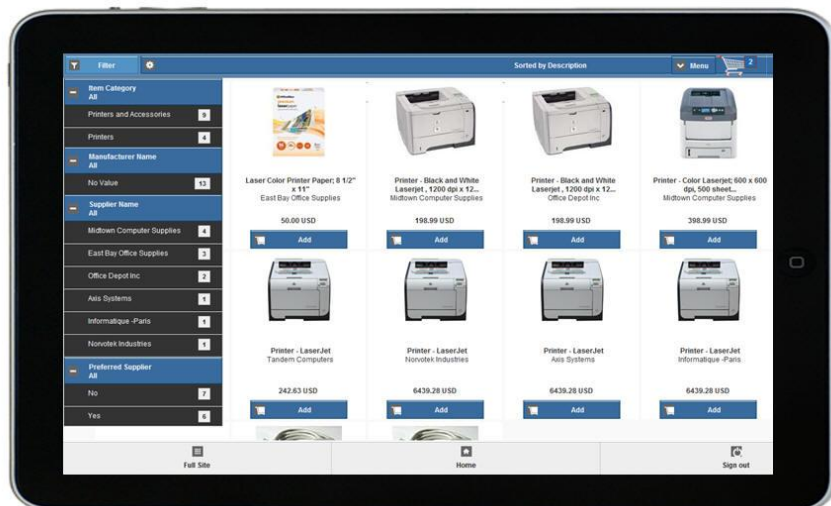 Filter
Sorted by Description
Menu
2
Item Category
All
Printers and Accessories 9
Printers 4
Manufacturer Name
All
No Value 13
Supplier Name
All
Midtown Computer Supplies 4
East Bay Office Supplies 3
Office Depot Inc 2
Axis Systems 1
Informatique -Paris 1
Norvotek Industries 1
Preferred Supplier
All
No 7
Yes 6
Laser Color Printer Paper; 8 1/2"
x 11"
East Bay Office Supplies
50.00 USD
Add
Printer - Black and White
Laserjet , 1200 dpi x 12...
Midtown Computer Supplies
198.99 USD
Add
Printer - Black and White
Laserjet , 1200 dpi x 12...
Office Depot Inc
198.99 USD
Add
Printer - Color Laserjet; 600 x 600
dpi, 500 sheet...
Midtown Computer Supplies
398.99 USD
Add
Printer - LaserJet
Tandem Computers
242.63 USD
Add
Printer - LaserJet
Norvotek Industries
6439.28 USD
Add
Printer - LaserJet
Axis Systems
6439.28 USD
Add
Printer - LaserJet
Informatique -Paris
6439.28 USD
Add
Full Site
Home
Sign out